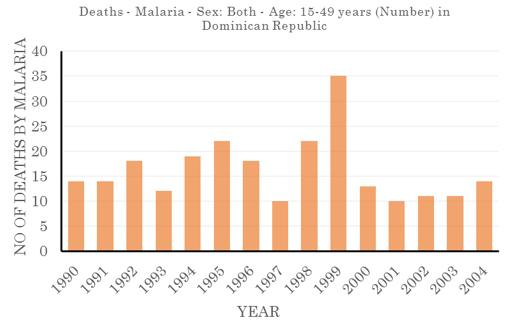 Deaths - Malaria - Sex: Both - Age: 15-49 years (Number) in
Dominican Republic
NO OF DEATHS BY MALARIA
40
35
30
25
20
15
10
5
0
1990 1991 1992 1993 1994 1995 1996 1997 1998 1999 2000 2001 2002 2003 2004
YEAR